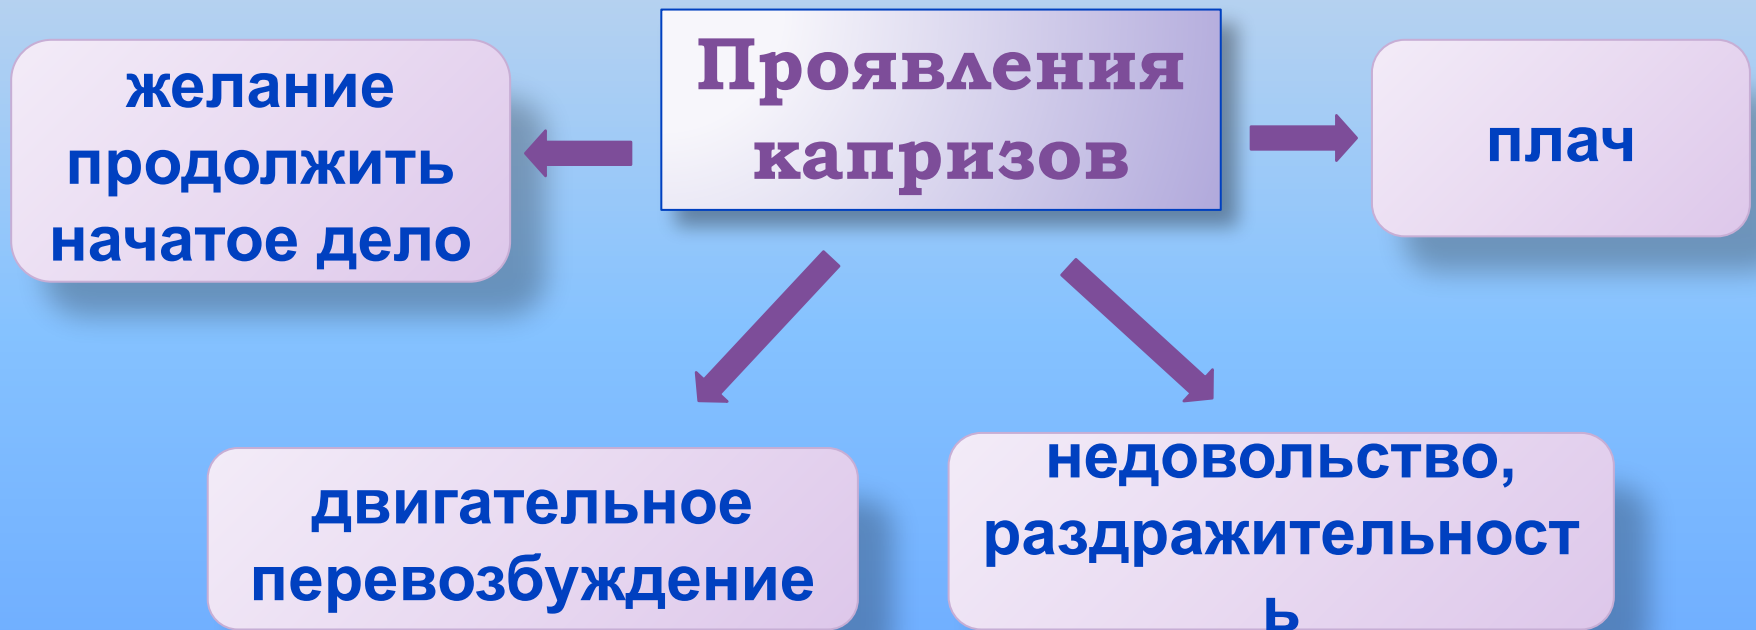 Проявления
капризов
желание
продолжить
начатое дело
плач
двигательное
перевозбуждение
недовольство,
раздражительност
ь